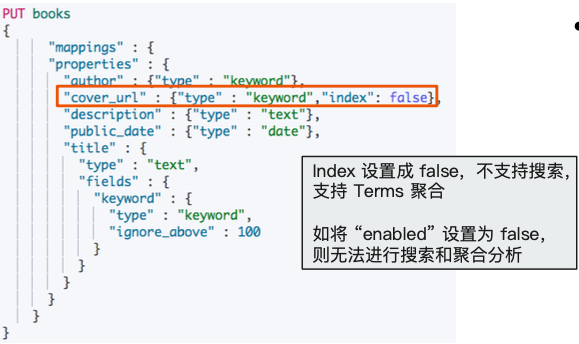 PUT books
{
"mappings" : {
"properties" : {
"author" : {"type" : "keyword"},
"cover_url" : {"type" : "keyword","index": false},
"description" : {"type" : "text"},
"public_date" : {"type" : "date"},
"title" : {
"type" : "text",
"fields" : {
"keyword" : {
"type" : "keyword",
"ignore_above" : 100
}
}
}
}
}
}
Index 设置成 false，不支持搜索，
支持 Terms 聚合
如将 “enabled” 设置为 false，
则无法进行搜索和聚合分析